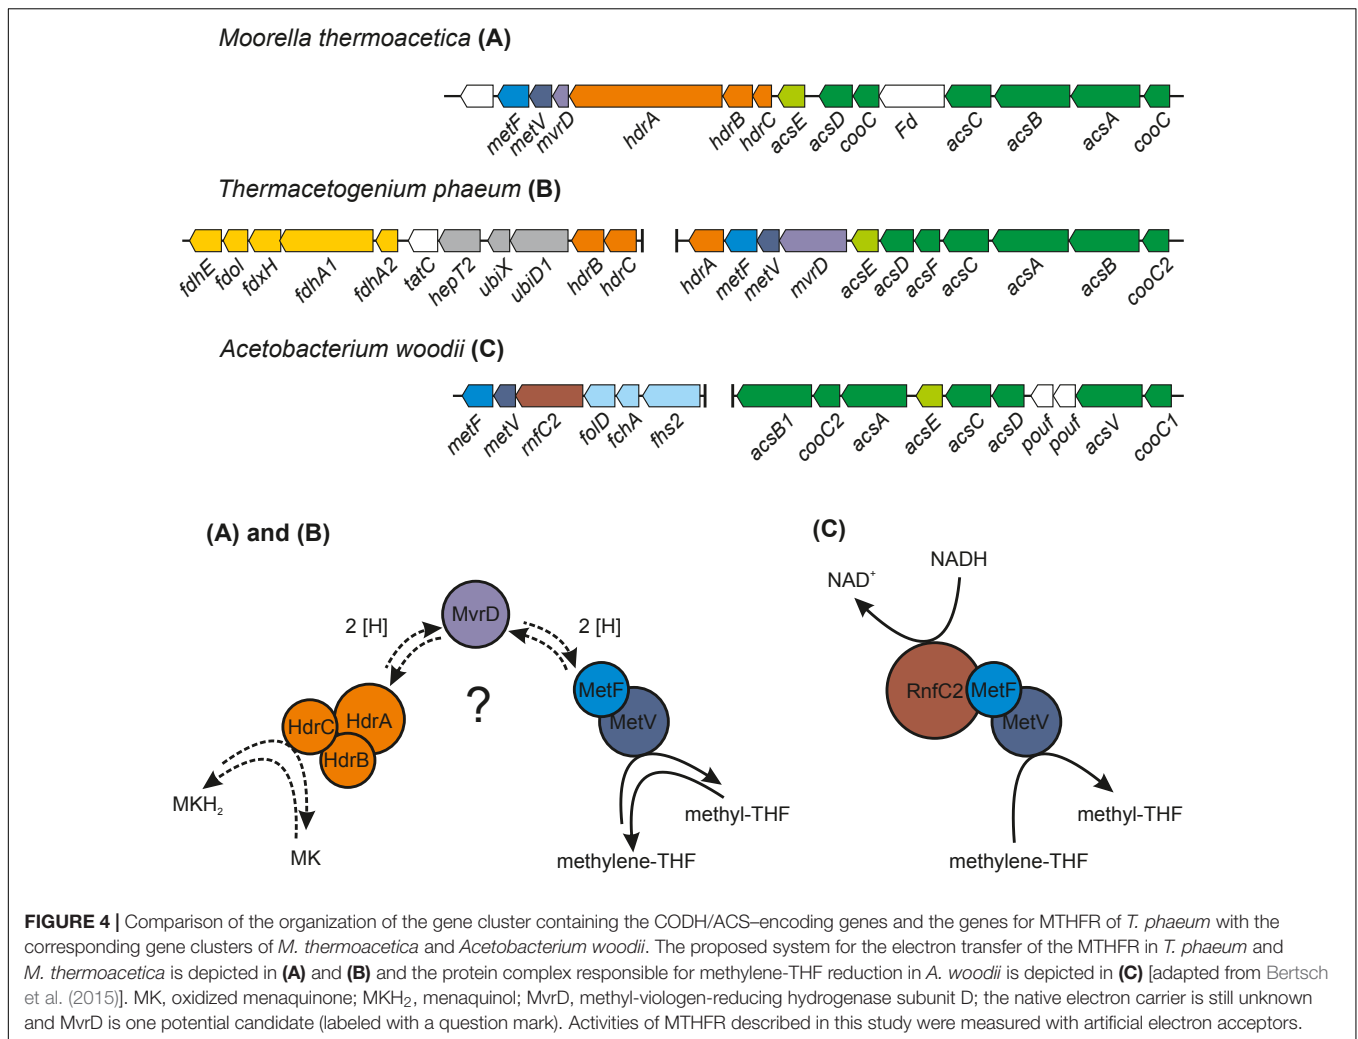 Moorella thermoacetica (A)
metF metV mvrD hdrA hdrB hdrC acsE acsD cooC Fd acsC acsB acsA cooC
Thermacetogenium phaeum (B)
fdhE fdoI fdxH fdhA1 fdhA2 tatC hepT2 ubiX ubiD1 hdrB hdrC hdrA metF metV mvrD acsE acsD acsF acsC acsA acsB cooC2
Acetobacterium woodii (C)
metF metV rnfC2 folD fchA fhs2 acsB1 cooC2 acsA acsE acsC acsD pouf pouf acsV cooC1
(A) and (B)
MvrD
2 [H]
2 [H]
?
HdrC
HdrA
HdrB
MetF
MetV
MKH2
MK
methyl-THF
methylene-THF
(C)
NADH
NAD+
RnfC2
MetF
MetV
methyl-THF
methylene-THF
FIGURE 4 | Comparison of the organization of the gene cluster containing the CODH/ACS–encoding genes and the genes for MTHFR of T. phaeum with the
corresponding gene clusters of M. thermoacetica and Acetobacterium woodii. The proposed system for the electron transfer of the MTHFR in T. phaeum and
M. thermoacetica is depicted in (A) and (B) and the protein complex responsible for methylene-THF reduction in A. woodii is depicted in (C) [adapted from Bertsch
et al. (2015)]. MK, oxidized menaquinone; MKH2, menaquinol; MvrD, methyl-viologen-reducing hydrogenase subunit D; the native electron carrier is still unknown
and MvrD is one potential candidate (labeled with a question mark). Activities of MTHFR described in this study were measured with artificial electron acceptors.